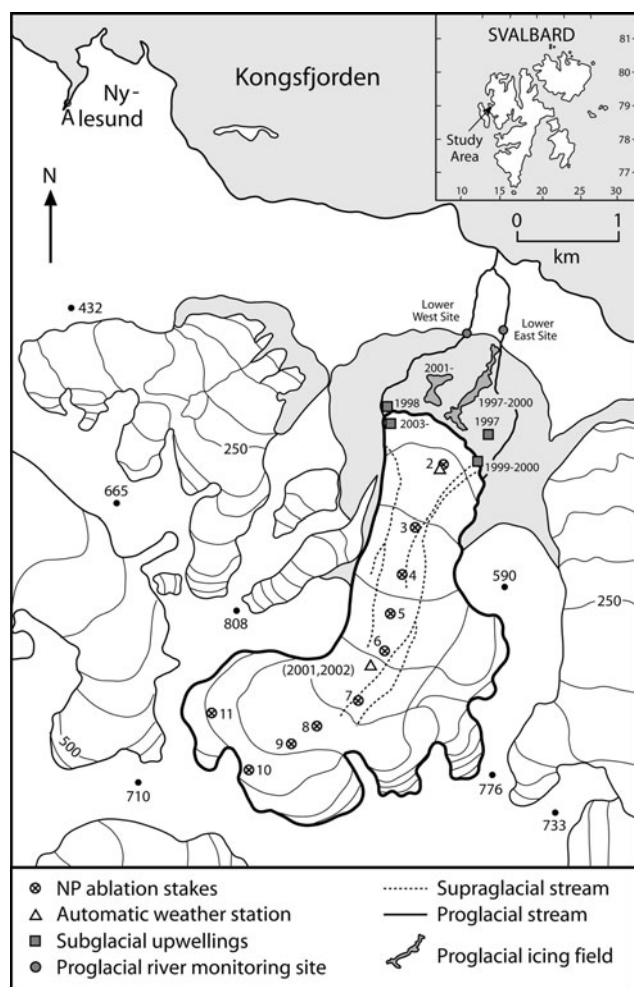 SVALBARD
81
80
79
78
77
Study
Area
10
15
20
25
30
Kongsfjorden
Ny-
Alesund
N
0
1
km
432
Lower
West Site
Lower
East Site
2001-
1998
2003-
1997-2000
1997
1999-2000
250
2
665
3
4
590
250
5
808
6
(2001,2002)
7
11
8
9
500
10
710
776
733
NP ablation stakes
Automatic weather station
Subglacial upwellings
Proglacial river monitoring site
Supraglacial stream
Proglacial stream
Proglacial icing field